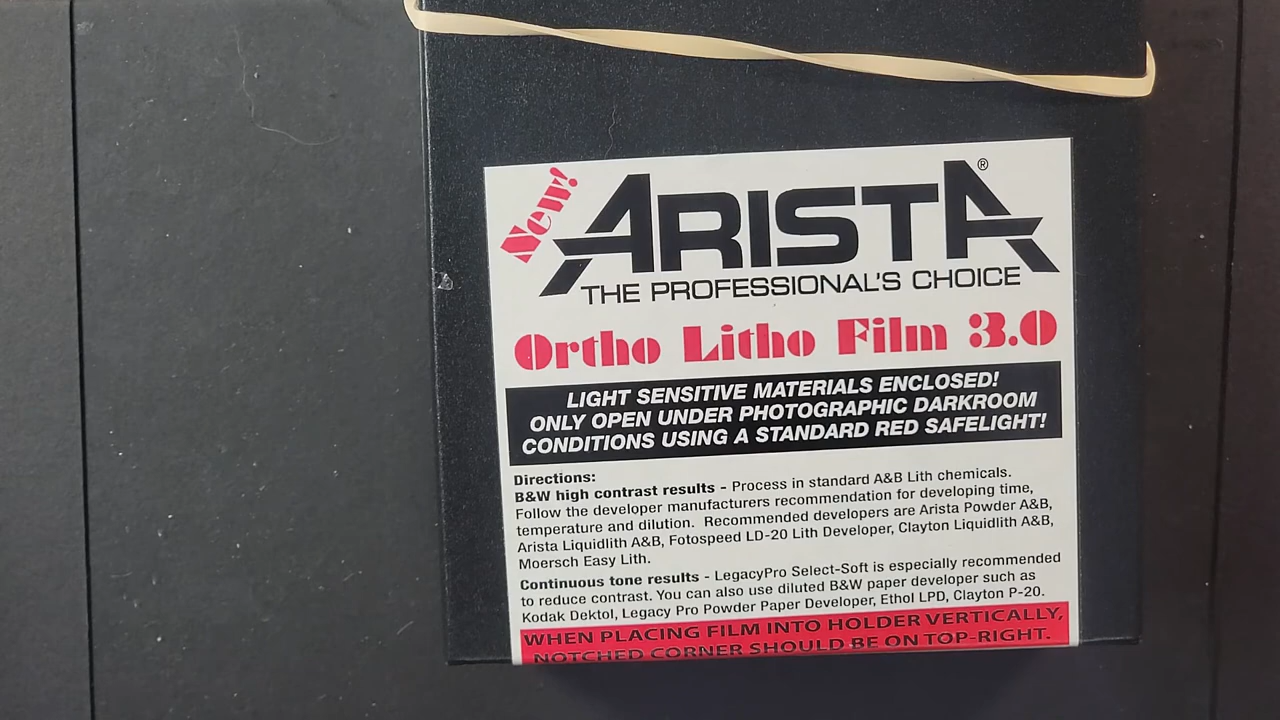 New!
ARISTA®
THE PROFESSIONAL'S CHOICE
Ortho Litho Film 3.0
LIGHT SENSITIVE MATERIALS ENCLOSED!
ONLY OPEN UNDER PHOTOGRAPHIC DARKROOM
CONDITIONS USING A STANDARD RED SAFELIGHT!
Directions:
B&W high contrast results - Process in standard A&B Lith chemicals.
Follow the developer manufacturers recommendation for developing time,
temperature and dilution. Recommended developers are Arista Powder A&B,
Arista Liquidlith A&B, Fotospeed LD-20 Lith Developer, Clayton Liquidlith A&B,
Moersch Easy Lith.
Continuous tone results - LegacyPro Select-Soft is especially recommended
to reduce contrast. You can also use diluted B&W paper developer such as
Kodak Dektol, Legacy Pro Powder Paper Developer, Ethol LPD, Clayton P-20.
WHEN PLACING FILM INTO HOLDER VERTICALLY,
NOTCHED CORNER SHOULD BE ON TOP-RIGHT.